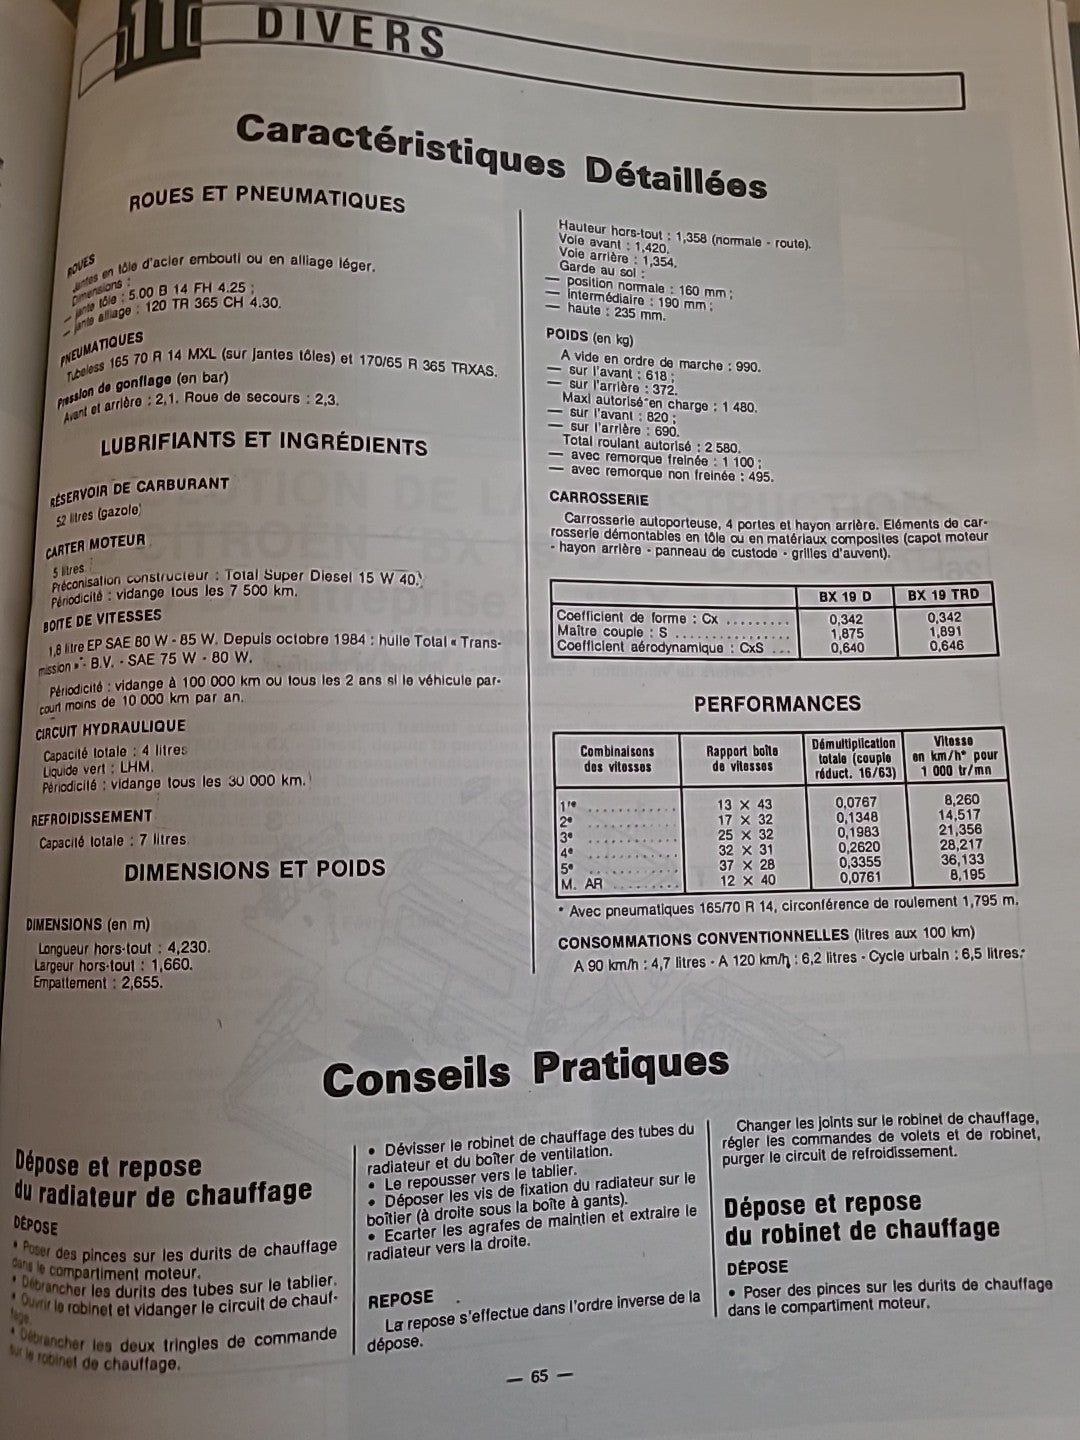 DIVERS
Caractéristiques Détaillées
ROUES ET PNEUMATIQUES
ROUES
Jantes en tôle d'acier embouti ou en alliage léger.
Dimensions :
— jante tôle : 5.00 B 14 FH 4.25 ;
— jante alliage : 120 TR 365 CH 4.30.
PNEUMATIQUES
Tubeless 165 70 R 14 MXL (sur jantes tôles) et 170/65 R 365 TRXAS.
Pression de gonflage (en bar)
Avant et arrière : 2,1. Roue de secours : 2,3.
LUBRIFIANTS ET INGRÉDIENTS
RÉSERVOIR DE CARBURANT
52 litres (gazole)
CARTER MOTEUR
5 litres
Préconisation constructeur : Total Super Diesel 15 W 40.
Périodicité : vidange tous les 7 500 km.
BOITE DE VITESSES
1,8 litre EP SAE 80 W - 85 W. Depuis octobre 1984 : huile Total « Trans-
mission » - B.V. - SAE 75 W - 80 W.
Périodicité : vidange à 100 000 km ou tous les 2 ans si le véhicule par-
court moins de 10 000 km par an.
CIRCUIT HYDRAULIQUE
Capacité totale : 4 litres
Liquide vert : LHM.
Périodicité : vidange tous les 30 000 km.
REFROIDISSEMENT
Capacité totale : 7 litres
DIMENSIONS ET POIDS
DIMENSIONS (en m)
Longueur hors-tout : 4,230.
Largeur hors-tout : 1,660.
Empattement : 2,655.
Hauteur hors-tout : 1,358 (normale - route).
Voie avant : 1,420.
Voie arrière : 1,354.
Garde au sol :
— position normale : 160 mm ;
— intermédiaire : 190 mm ;
— haute : 235 mm.
POIDS (en kg)
A vide en ordre de marche : 990.
— sur l'avant : 618 ;
— sur l'arrière : 372.
Maxi autorisé en charge : 1 480.
— sur l'avant : 820 ;
— sur l'arrière : 690.
Total roulant autorisé : 2 580.
— avec remorque freinée : 1 100 ;
— avec remorque non freinée : 495.
CARROSSERIE
Carrosserie autoporteuse, 4 portes et hayon arrière. Eléments de car-
rosserie démontables en tôle ou en matériaux composites (capot moteur
- hayon arrière - panneau de custode - grilles d'auvent).
BX 19 D BX 19 TRD
Coefficient de forme : Cx ......... 0,342 0,342
Maître couple : S ................ 1,875 1,891
Coefficient aérodynamique : CxS ... 0,640 0,646
PERFORMANCES
Combinaisons des vitesses Rapport boîte de vitesses Démultiplication totale (couple réduct. 16/63) Vitesse en km/h* pour 1 000 tr/mn
1re ............ 13 X 43 0,0767 8,260
2e ............ 17 X 32 0,1348 14,517
3e ............ 25 X 32 0,1983 21,356
4e ............ 32 X 31 0,2620 28,217
5e ............ 37 X 28 0,3355 36,133
M. AR ......... 12 X 40 0,0761 8,195
* Avec pneumatiques 165/70 R 14, circonférence de roulement 1,795 m.
CONSOMMATIONS CONVENTIONNELLES (litres aux 100 km)
A 90 km/h : 4,7 litres - A 120 km/h : 6,2 litres - Cycle urbain : 6,5 litres.
Conseils Pratiques
Dépose et repose
du radiateur de chauffage
DÉPOSE
• Poser des pinces sur les durits de chauffage
dans le compartiment moteur.
• Débrancher les durits des tubes sur le tablier.
• Ouvrir le robinet et vidanger le circuit de chauf-
fage.
• Débrancher les deux tringles de commande
sur le robinet de chauffage.
• Dévisser le robinet de chauffage des tubes du
radiateur et du boîter de ventilation.
• Le repousser vers le tablier.
• Déposer les vis de fixation du radiateur sur le
boîtier (à droite sous la boîte à gants).
• Ecarter les agrafes de maintien et extraire le
radiateur vers la droite.
REPOSE
La repose s'effectue dans l'ordre inverse de la
dépose.
Changer les joints sur le robinet de chauffage,
régler les commandes de volets et de robinet,
purger le circuit de refroidissement.
Dépose et repose
du robinet de chauffage
DÉPOSE
• Poser des pinces sur les durits de chauffage
dans le compartiment moteur.
— 65 —